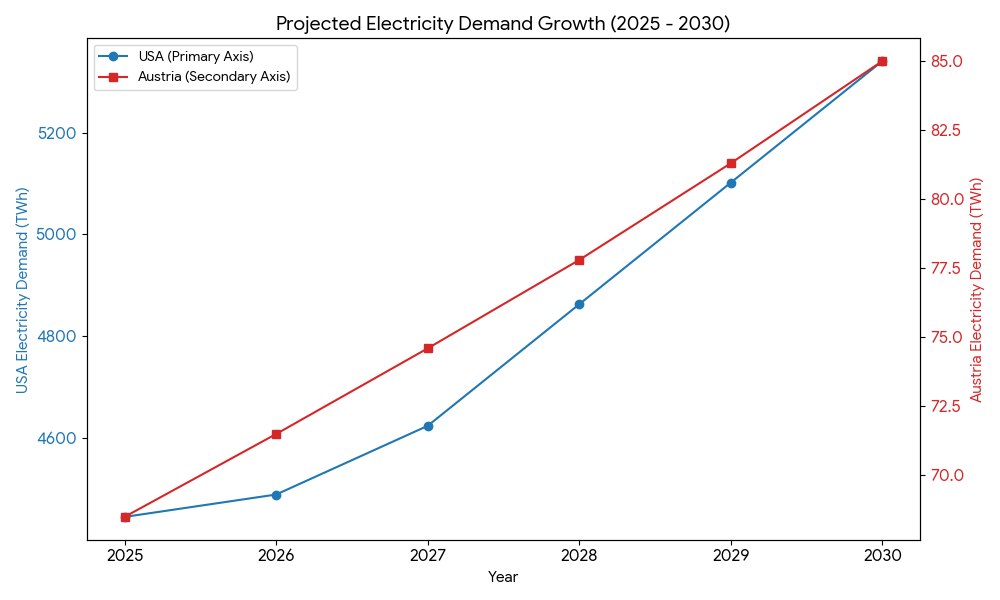 Projected Electricity Demand Growth (2025 - 2030)
USA (Primary Axis)
Austria (Secondary Axis)
USA Electricity Demand (TWh)
5200
5000
4800
4600
85.0
82.5
80.0
77.5
75.0
72.5
70.0
Austria Electricity Demand (TWh)
2025 2026 2027 2028 2029 2030
Year